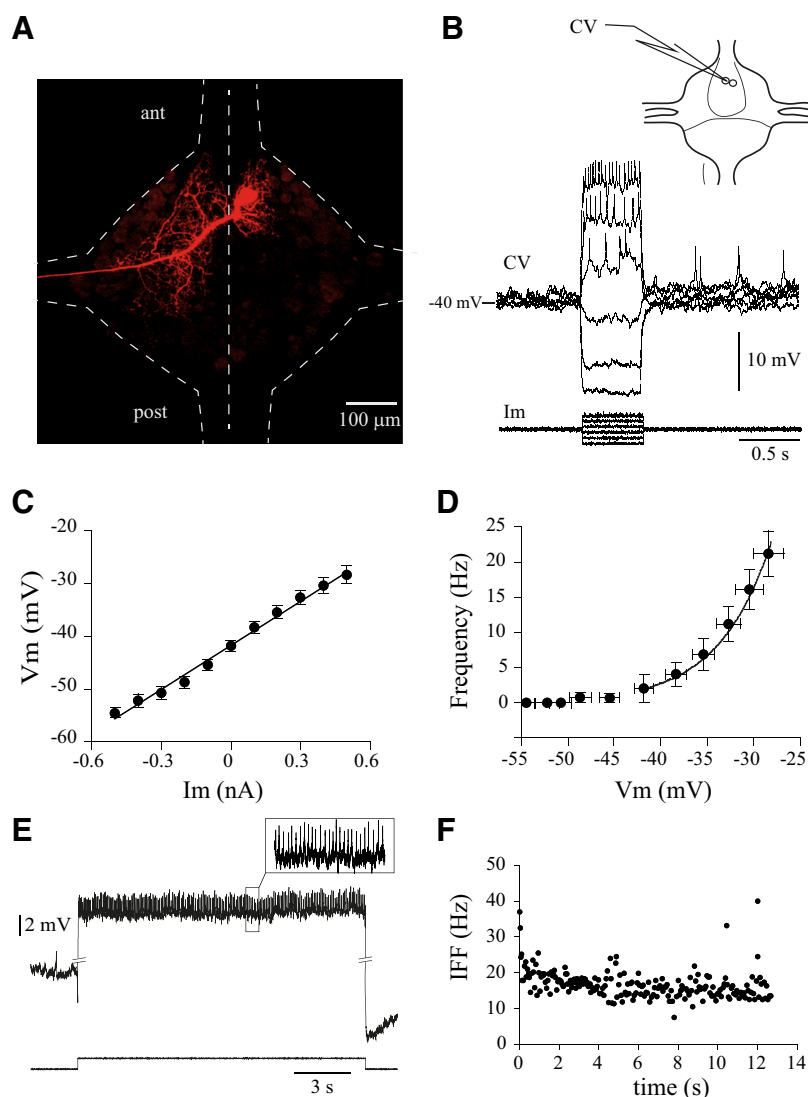 A
ant
post
100 μm
B
CV
CV
-40 mV
10 mV
Im
0.5 s
C
Vm (mV)
-20
-30
-40
-50
-60
-0.6
-0.3
0
0.3
0.6
Im (nA)
D
Frequency (Hz)
25
20
15
10
5
0
-55
-50
-45
-40
-35
-30
-25
Vm (mV)
E
2 mV
3 s
F
IFF (Hz)
50
40
30
20
10
0
0
2
4
6
8
10
12
14
time (s)